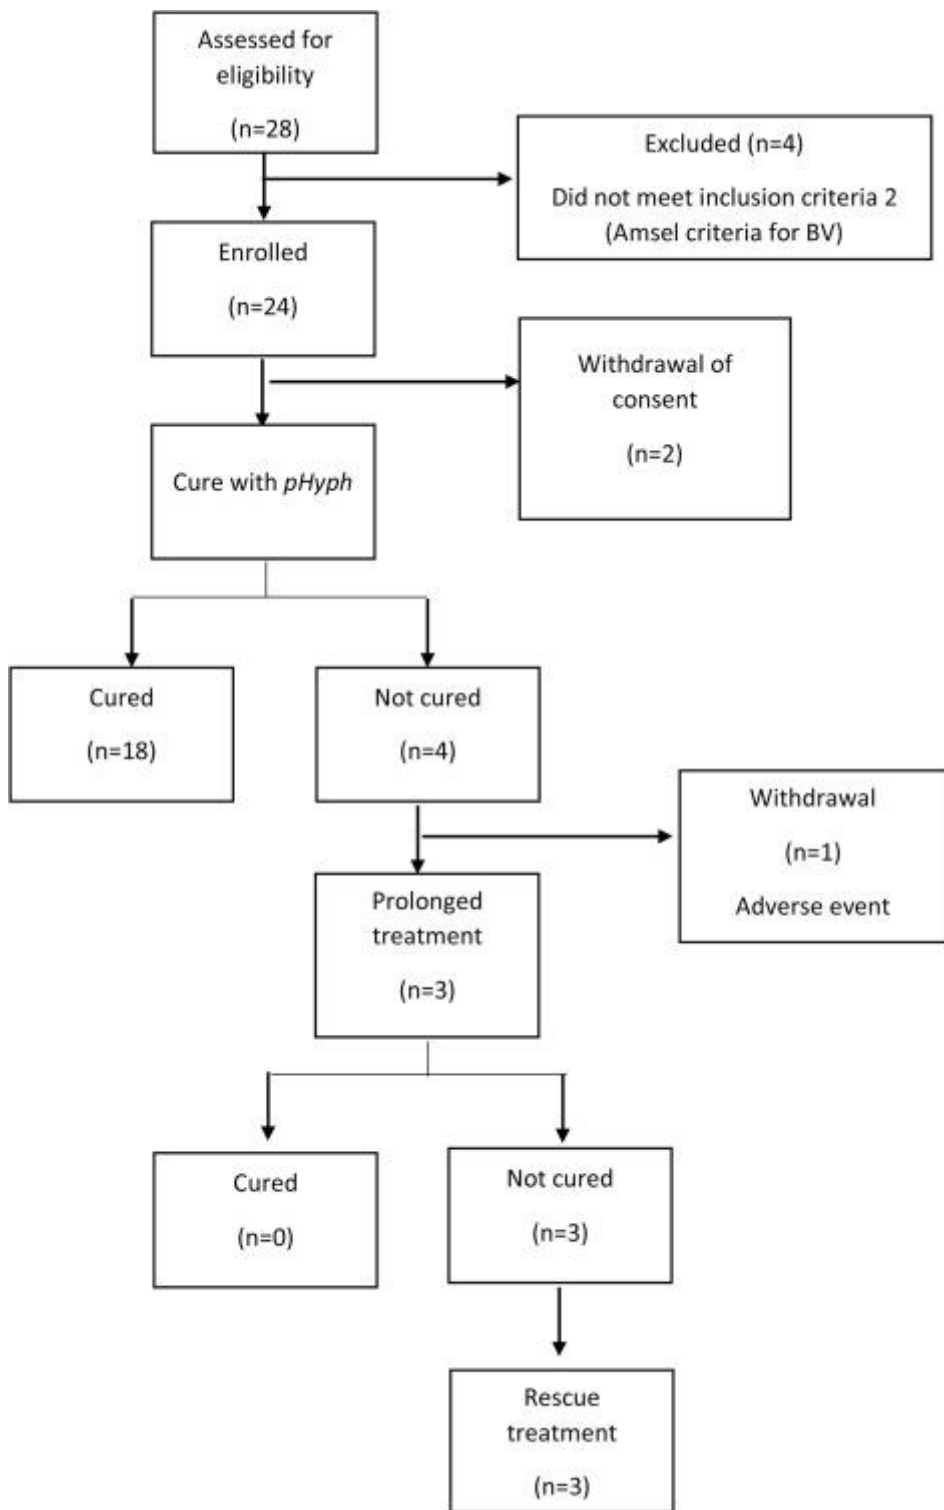 Assessed for
eligibility
(n=28)
Excluded (n=4)
Did not meet inclusion criteria 2
(Amsel criteria for BV)
Enrolled
(n=24)
Withdrawal of
consent
(n=2)
Cure with pHyph
Cured
(n=18)
Not cured
(n=4)
Withdrawal
(n=1)
Adverse event
Prolonged
treatment
(n=3)
Cured
(n=0)
Not cured
(n=3)
Rescue
treatment
(n=3)